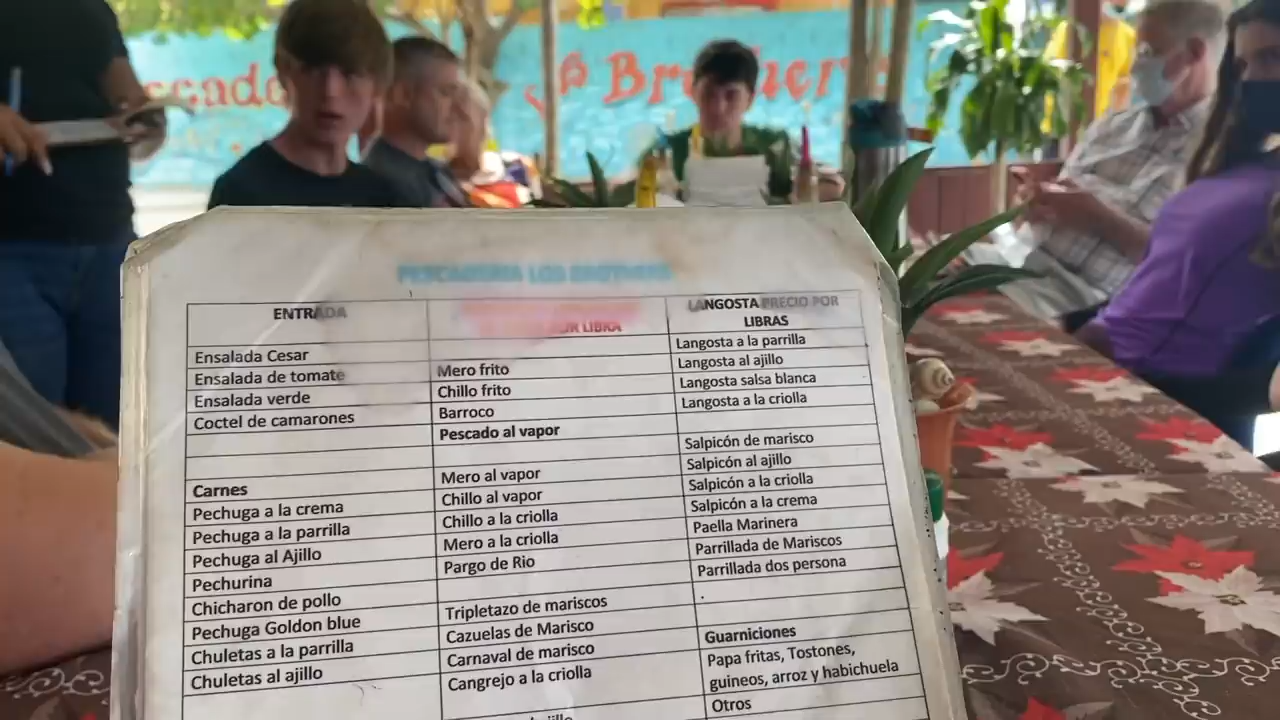 PESCADERIA LOS BROTHERS
ENTRADA
Ensalada Cesar
Ensalada de tomate
Ensalada verde
Coctel de camarones
Carnes
Pechuga a la crema
Pechuga a la parrilla
Pechuga al Ajillo
Pechurina
Chicharon de pollo
Pechuga Goldon blue
Chuletas a la parrilla
Chuletas al ajillo
LIBRA
Mero frito
Chillo frito
Barroco
Pescado al vapor
Mero al vapor
Chillo al vapor
Chillo a la criolla
Mero a la criolla
Pargo de Rio
Tripletazo de mariscos
Cazuelas de Marisco
Carnaval de marisco
Cangrejo a la criolla
LANGOSTA PRECIO POR
LIBRAS
Langosta a la parrilla
Langosta al ajillo
Langosta salsa blanca
Langosta a la criolla
Salpicón de marisco
Salpicón al ajillo
Salpicón a la criolla
Salpicón a la crema
Paella Marinera
Parrillada de Mariscos
Parrillada dos persona
.
Guarniciones
Papa fritas, Tostones,
guineos, arroz y habichuela
Otros